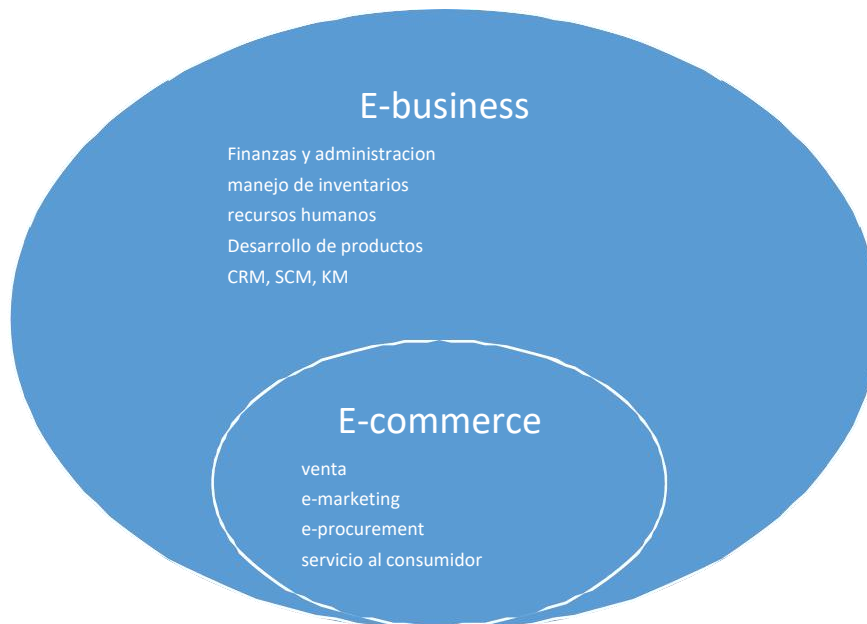 E-business
Finanzas y administracion
manejo de inventarios
recursos humanos
Desarrollo de productos
CRM, SCM, KM
E-commerce
venta
e-marketing
e-procurement
servicio al consumidor